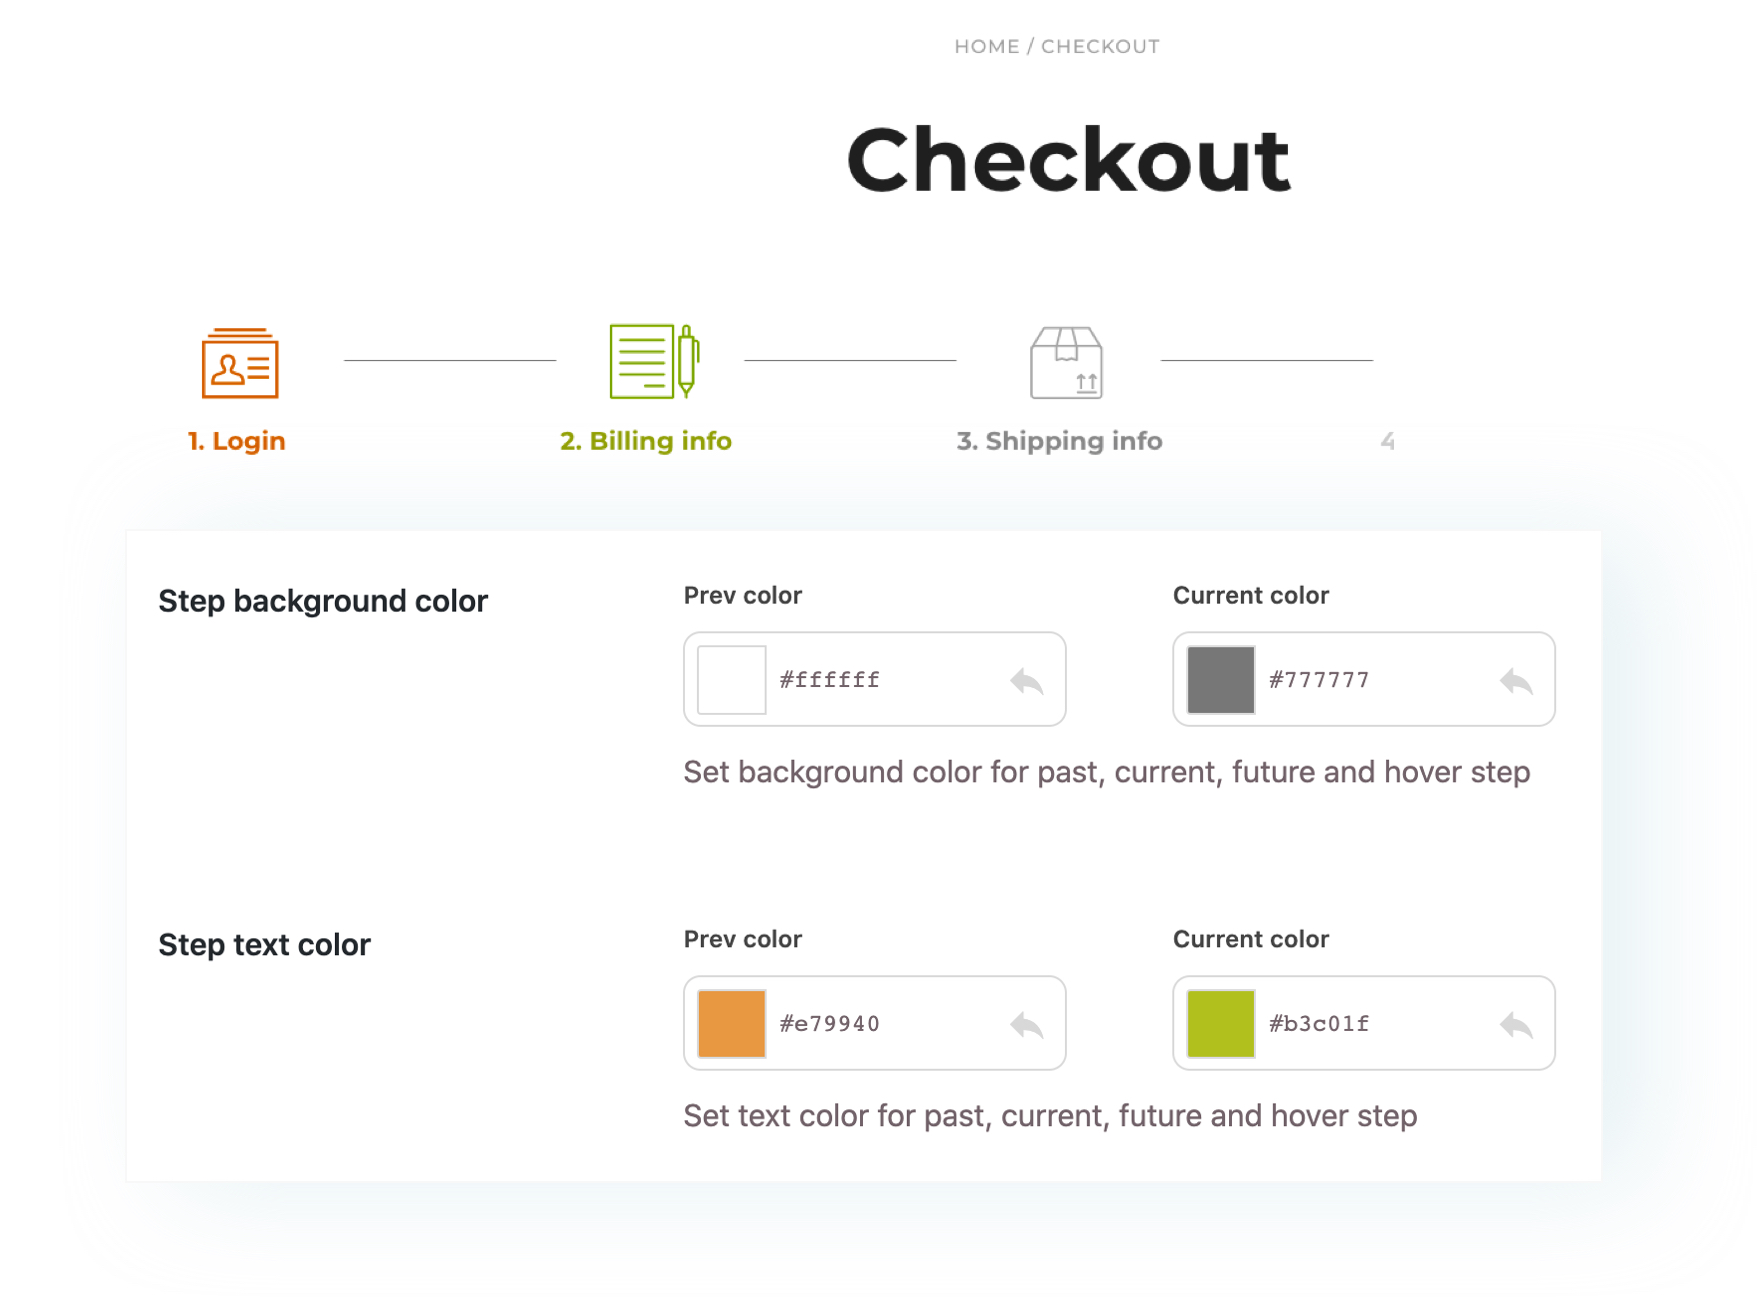 HOME / CHECKOUT
Checkout
1. Login
2. Billing info
3. Shipping info
4
Step background color
Prev color
Current color
#ffffff
#777777
Set background color for past, current, future and hover step
Step text color
Prev color
Current color
#e79940
#b3c01f
Set text color for past, current, future and hover step